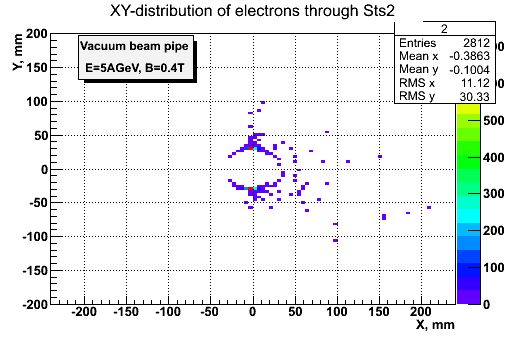 XY-distribution of electrons through Sts2
Y, mm
200
150
100
50
0
-50
-100
-150
-200
Vacuum beam pipe
E=5AGeV, B=0.4T
2
Entries 2812
Mean x -0.3863
Mean y -0.1004
RMS x 11.12
RMS y 30.33
500
400
300
200
100
0
-200 -150 -100 -50 0 50 100 150 200
X, mm